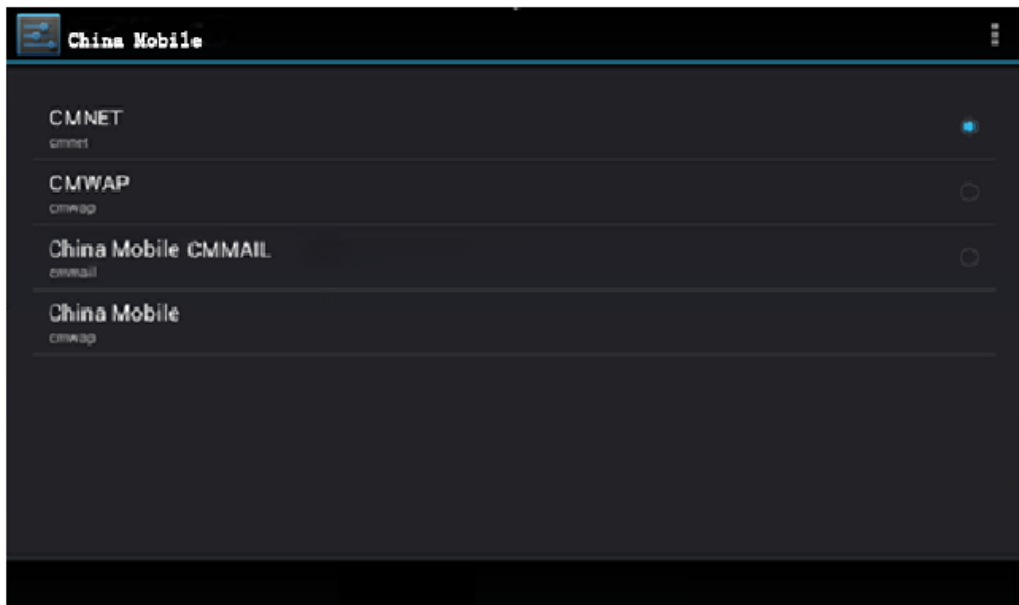 China Mobile
CMNET
cmnet
CMWAP
cmwap
China Mobile CMMAIL
cmmail
China Mobile
cmwap